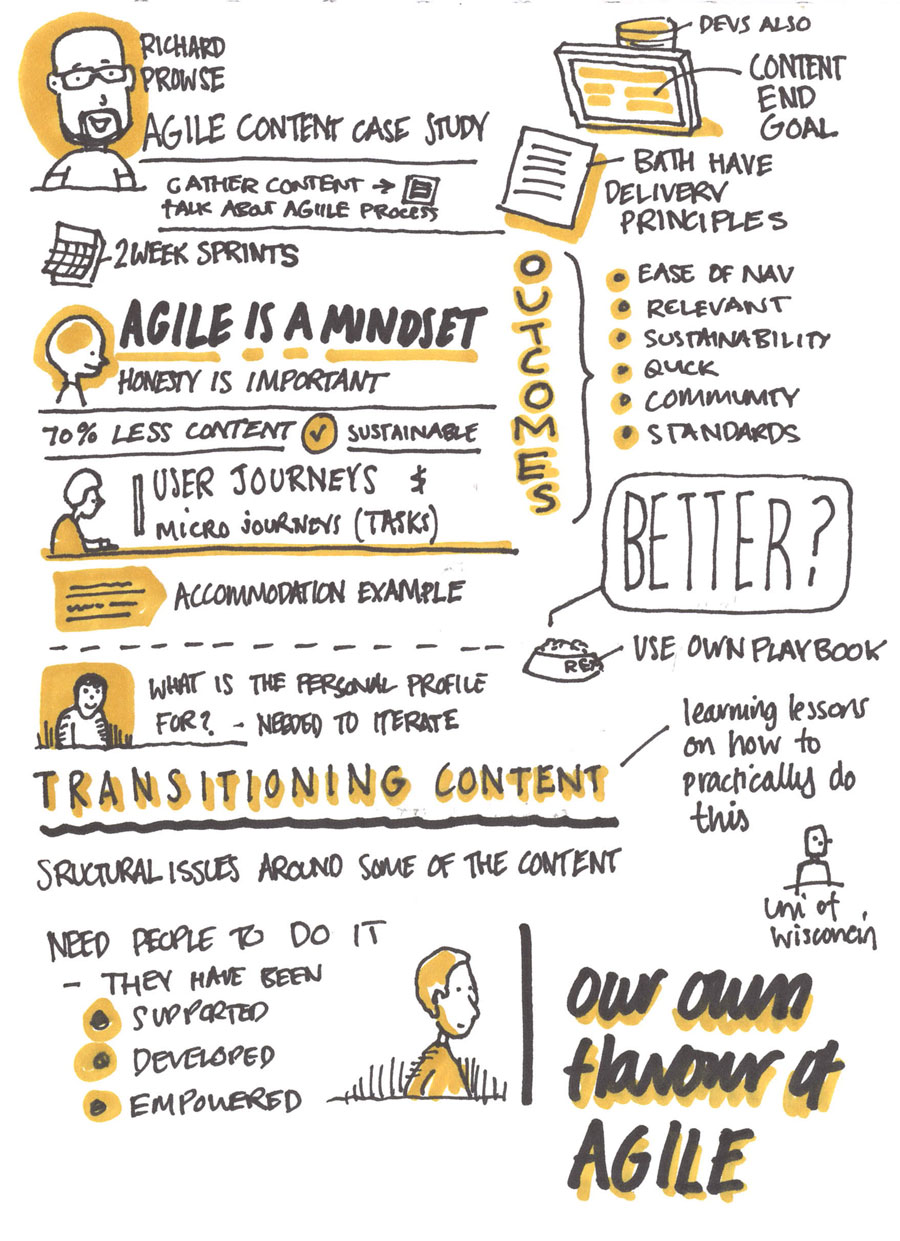 RICHARD
PROWSE
AGILE CONTENT CASE STUDY
GATHER CONTENT →
TALK ABOUT AGILE PROCESS
2 WEEK SPRINTS
AGILE IS A MINDSET
HONESTY IS IMPORTANT
70% LESS CONTENT ✓ SUSTAINABLE
USER JOURNEYS &
MICRO JOURNEYS (TASKS)
ACCOMMODATION EXAMPLE
WHAT IS THE PERSONAL PROFILE
FOR? - NEEDED TO ITERATE
DEVS ALSO
CONTENT
END
GOAL
BATH HAVE
DELIVERY
PRINCIPLES
OUTCOMES
EASE OF NAV
RELEVANT
SUSTAINABILITY
QUCK
COMMUNITY
STANDARDS
BETTER?
USE OWN PLAYBOOK
TRANSITIONING CONTENT
learning lessons
on how to
practically do
this
SRUCTURAL ISSUES AROUND SOME OF THE CONTENT
uni of
wisconsin
NEED PEOPLE TO DO IT
- THEY HAVE BEEN
SUPPORTED
DEVELOPED
EMPOWERED
our own
flavour of
AGILE